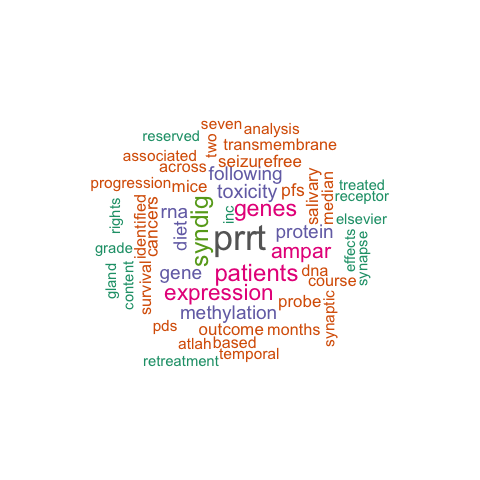 seven
analysis
reserved
two
transmembrane
associated
across
seizurefree
following
progression
mice
toxicity
pfs
salivary
median
treated
receptor
rights
identified
cancers
rna
diet
syndig
inc
genes
protein
elsevier
grade
prrt
ampar
effects
synapse
gland
content
survival
gene
patients
dna
course
expression
probe
synaptic
methylation
pds
outcome
months
atlah
based
temporal
retreatment